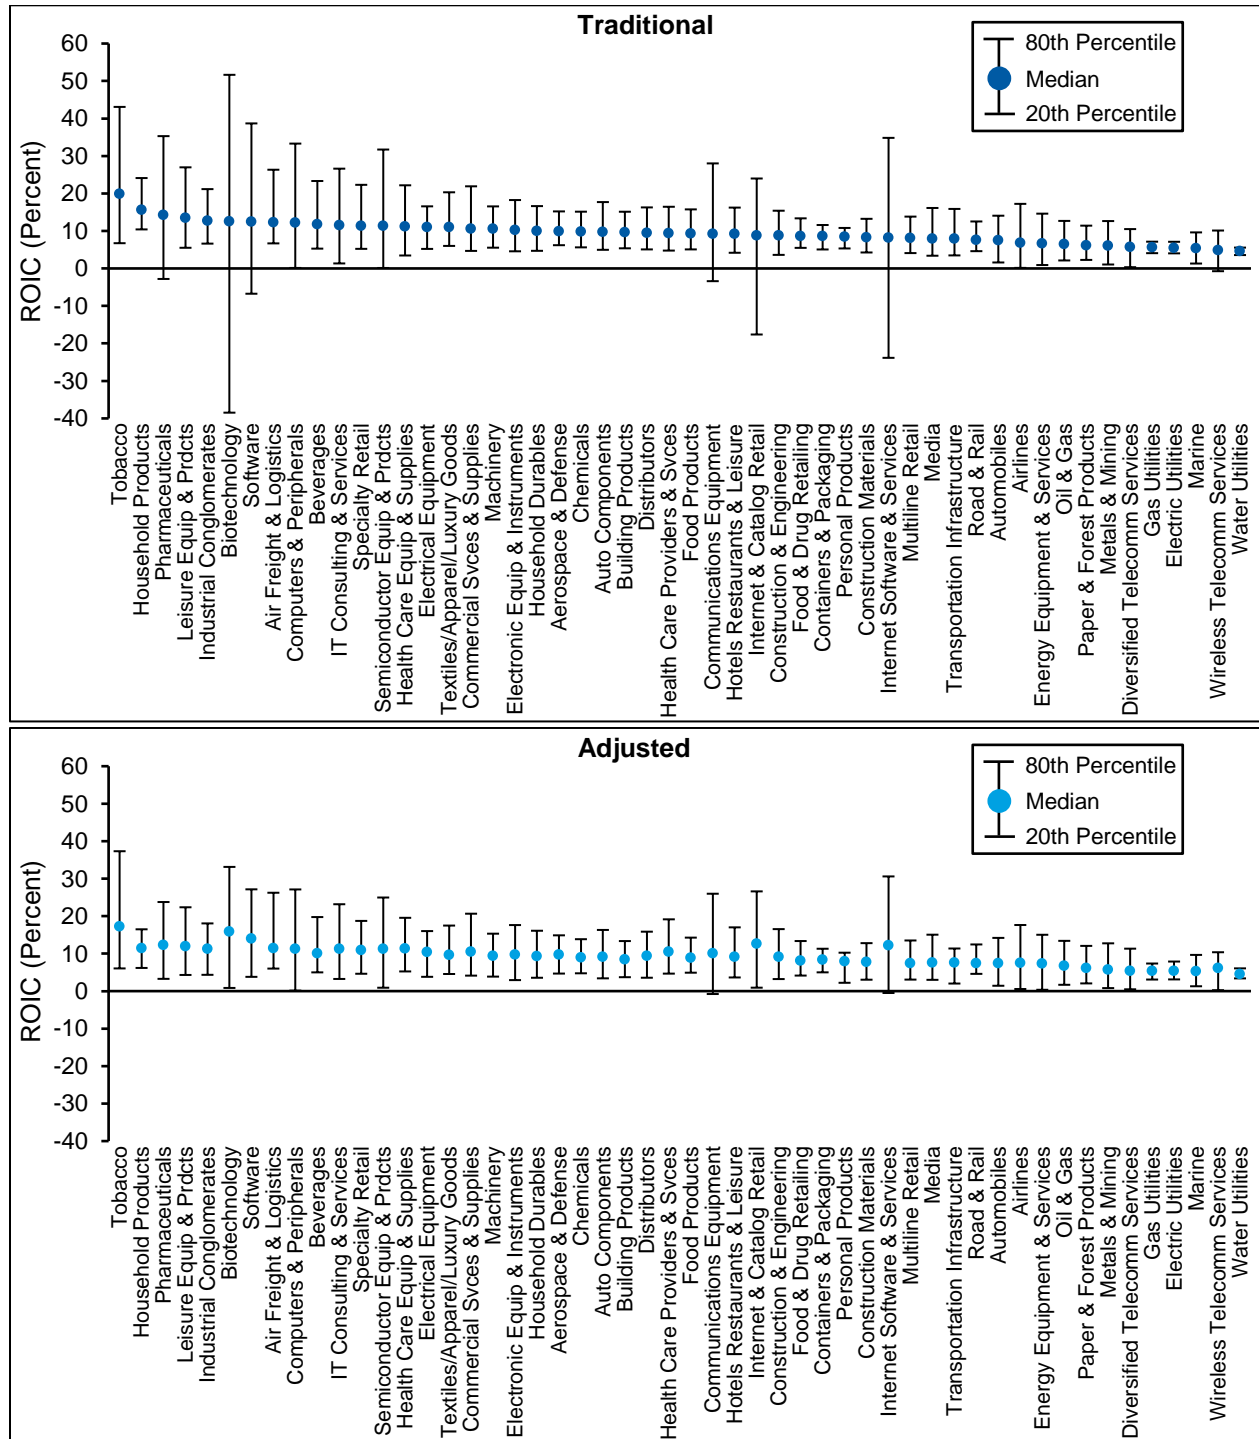 Traditional
80th Percentile
Median
20th Percentile
ROIC (Percent)
60
50
40
30
20
10
0
-10
-20
-30
-40
Tobacco
Household Products
Pharmaceuticals
Leisure Equip & Prdcts
Industrial Conglomerates
Biotechnology
Software
Air Freight & Logistics
Computers & Peripherals
Beverages
IT Consulting & Services
Specialty Retail
Semiconductor Equip & Prdcts
Health Care Equip & Supplies
Electrical Equipment
Textiles/Apparel/Luxury Goods
Commercial Svces & Supplies
Machinery
Electronic Equip & Instruments
Household Durables
Aerospace & Defense
Chemicals
Auto Components
Building Products
Distributors
Health Care Providers & Svces
Food Products
Communications Equipment
Hotels Restaurants & Leisure
Internet & Catalog Retail
Construction & Engineering
Food & Drug Retailing
Containers & Packaging
Personal Products
Construction Materials
Internet Software & Services
Multiline Retail
Media
Transportation Infrastructure
Road & Rail
Automobiles
Airlines
Energy Equipment & Services
Oil & Gas
Paper & Forest Products
Metals & Mining
Diversified Telecomm Services
Gas Utilities
Electric Utilities
Marine
Wireless Telecomm Services
Water Utilities
Adjusted
80th Percentile
Median
20th Percentile
ROIC (Percent)
60
50
40
30
20
10
0
-10
-20
-30
-40
Tobacco
Household Products
Pharmaceuticals
Leisure Equip & Prdcts
Industrial Conglomerates
Biotechnology
Software
Air Freight & Logistics
Computers & Peripherals
Beverages
IT Consulting & Services
Specialty Retail
Semiconductor Equip & Prdcts
Health Care Equip & Supplies
Electrical Equipment
Textiles/Apparel/Luxury Goods
Commercial Svces & Supplies
Machinery
Electronic Equip & Instruments
Household Durables
Aerospace & Defense
Chemicals
Auto Components
Building Products
Distributors
Health Care Providers & Svces
Food Products
Communications Equipment
Hotels Restaurants & Leisure
Internet & Catalog Retail
Construction & Engineering
Food & Drug Retailing
Containers & Packaging
Personal Products
Construction Materials
Internet Software & Services
Multiline Retail
Media
Transportation Infrastructure
Road & Rail
Automobiles
Airlines
Energy Equipment & Services
Oil & Gas
Paper & Forest Products
Metals & Mining
Diversified Telecomm Services
Gas Utilities
Electric Utilities
Marine
Wireless Telecomm Services
Water Utilities